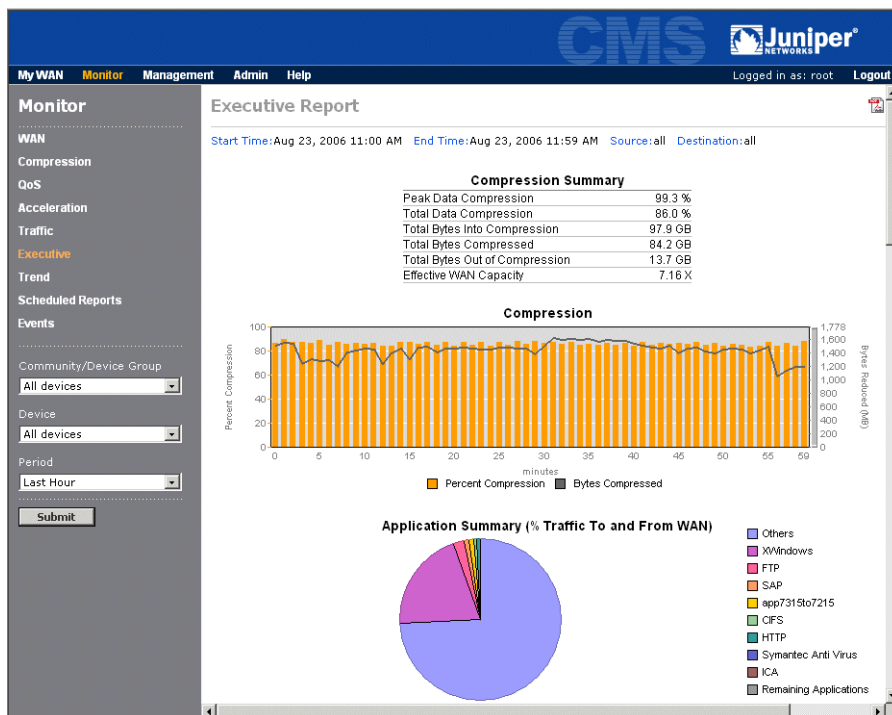 CMS
Juniper®
NETWORKS
My WAN Monitor Management Admin Help Logged in as: root Logout
Monitor
WAN
Compression
QoS
Acceleration
Traffic
Executive
Trend
Scheduled Reports
Events
Community/Device Group
All devices
Device
All devices
Period
Last Hour
Submit
Executive Report
Start Time:Aug 23, 2006 11:00 AM End Time:Aug 23, 2006 11:59 AM Source:all Destination:all
Compression Summary
Peak Data Compression 99.3 %
Total Data Compression 86.0 %
Total Bytes Into Compression 97.9 GB
Total Bytes Compressed 84.2 GB
Total Bytes Out of Compression 13.7 GB
Effective WAN Capacity 7.16 X
Compression
Percent Compression
100
80
60
40
20
0
1,778
1,600
1,400
1,200
1,000
800
600
400
200
0
Bytes Reduced (MB)
0 5 10 15 20 25 30 35 40 45 50 55 59
minutes
Percent Compression Bytes Compressed
Application Summary (% Traffic To and From WAN)
Others
XWindows
FTP
SAP
app7315to7215
CIFS
HTTP
Symantec Anti Virus
ICA
Remaining Applications